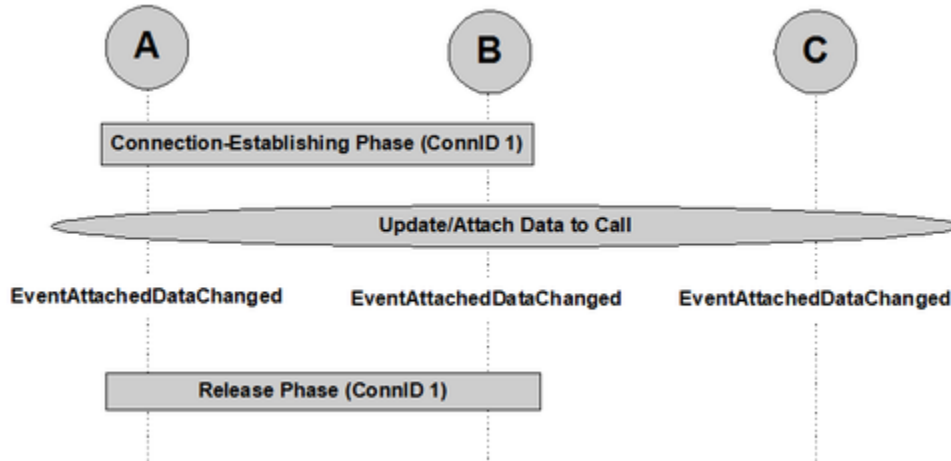 A
B
C
Connection-Establishing Phase (ConnID 1)
Update/Attach Data to Call
EventAttachedDataChanged
EventAttachedDataChanged
EventAttachedDataChanged
Release Phase (ConnID 1)